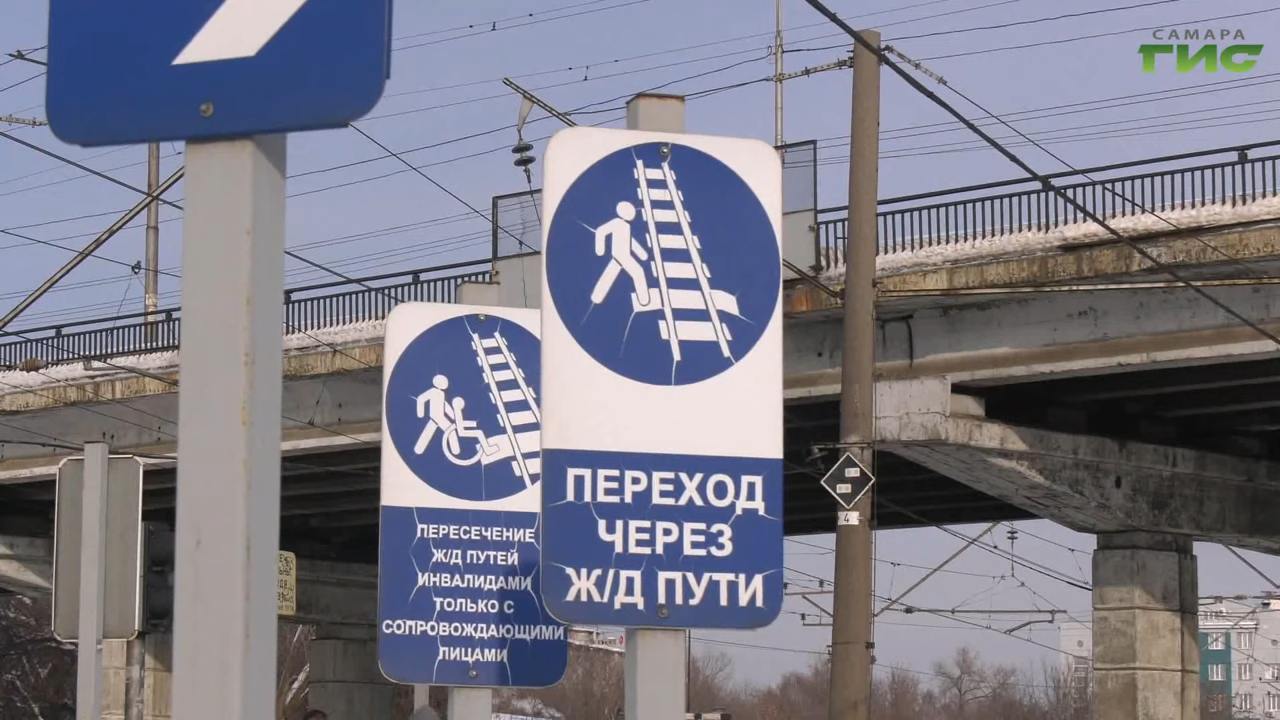 САМАРА
ГИС
ПЕРЕХОД
ЧЕРЕЗ
Ж/Д ПУТИ
ПЕРЕСЕЧЕНИЕ
Ж/Д ПУТЕЙ
ИНВАЛИДАМИ
ТОЛЬКО С
СОПРОВОЖДАЮЩИМИ
ЛИЦАМИ
4